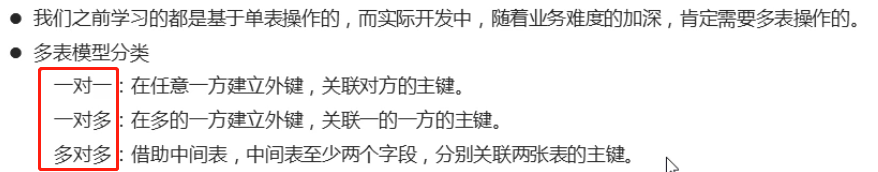 ● 我们之前学习的都是基于单表操作的，而实际开发中，随着业务难度的加深，肯定需要多表操作的。
● 多表模型分类
一对一：在任意一方建立外键，关联对方的主键。
一对多：在多的一方建立外键，关联一的一方的主键。
多对多：借助中间表，中间表至少两个字段，分别关联两张表的主键。